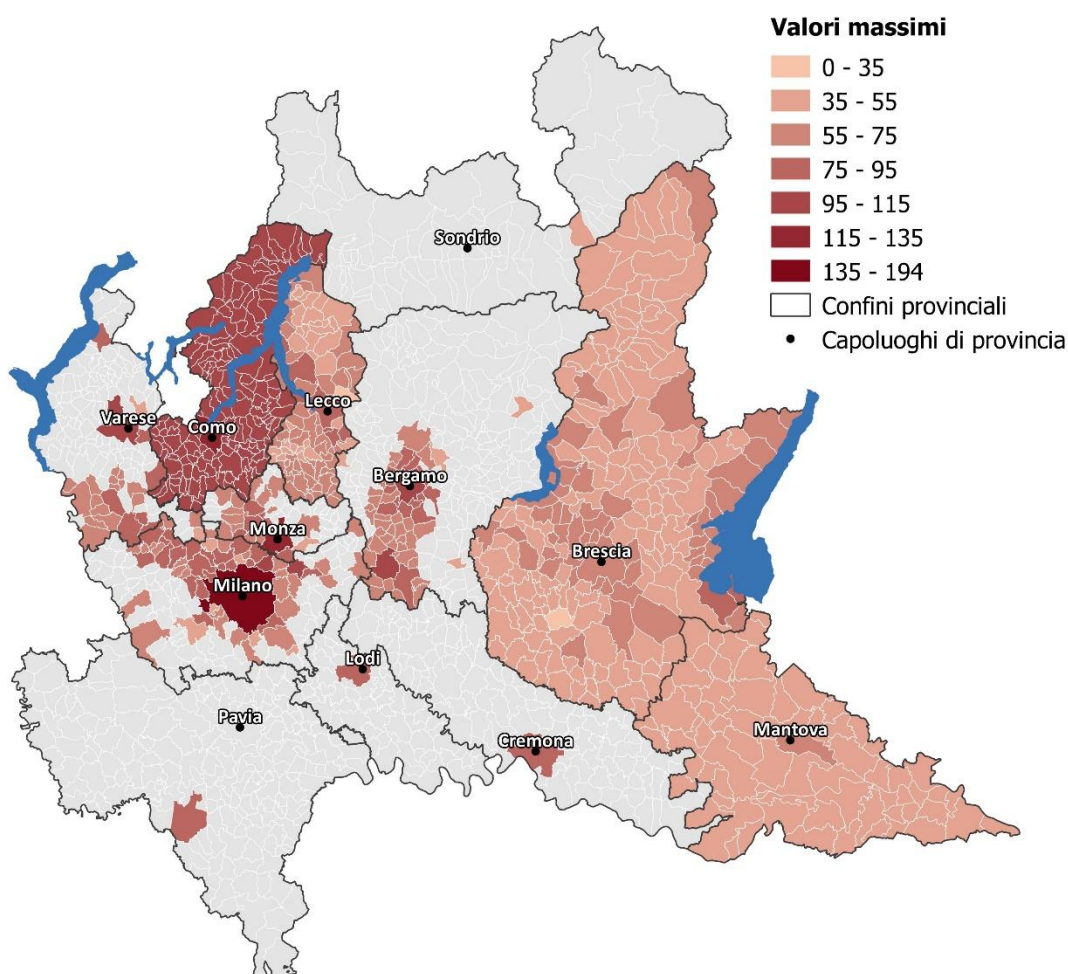 Valori massimi
0 - 35
35 - 55
55 - 75
75 - 95
95 - 115
115 - 135
135 - 194
Confini provinciali
Capoluoghi di provincia
Sondrio
Lecco
Varese
Como
Bergamo
Monza
Brescia
Milano
Lodi
Pavia
Cremona
Mantova